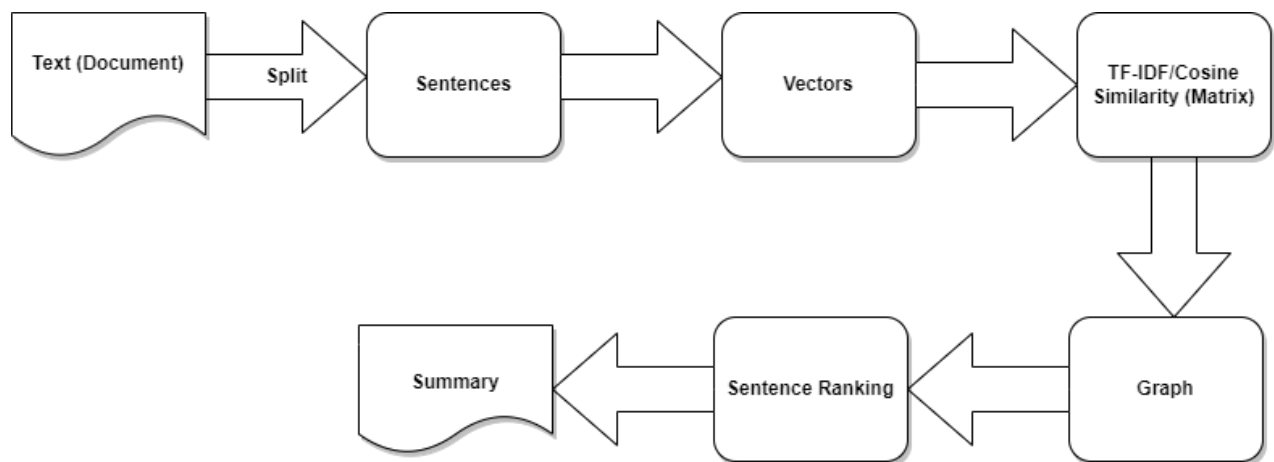 Text (Document)
Split
Sentences
Vectors
TF-IDF/Cosine
Similarity (Matrix)
Summary
Sentence Ranking
Graph